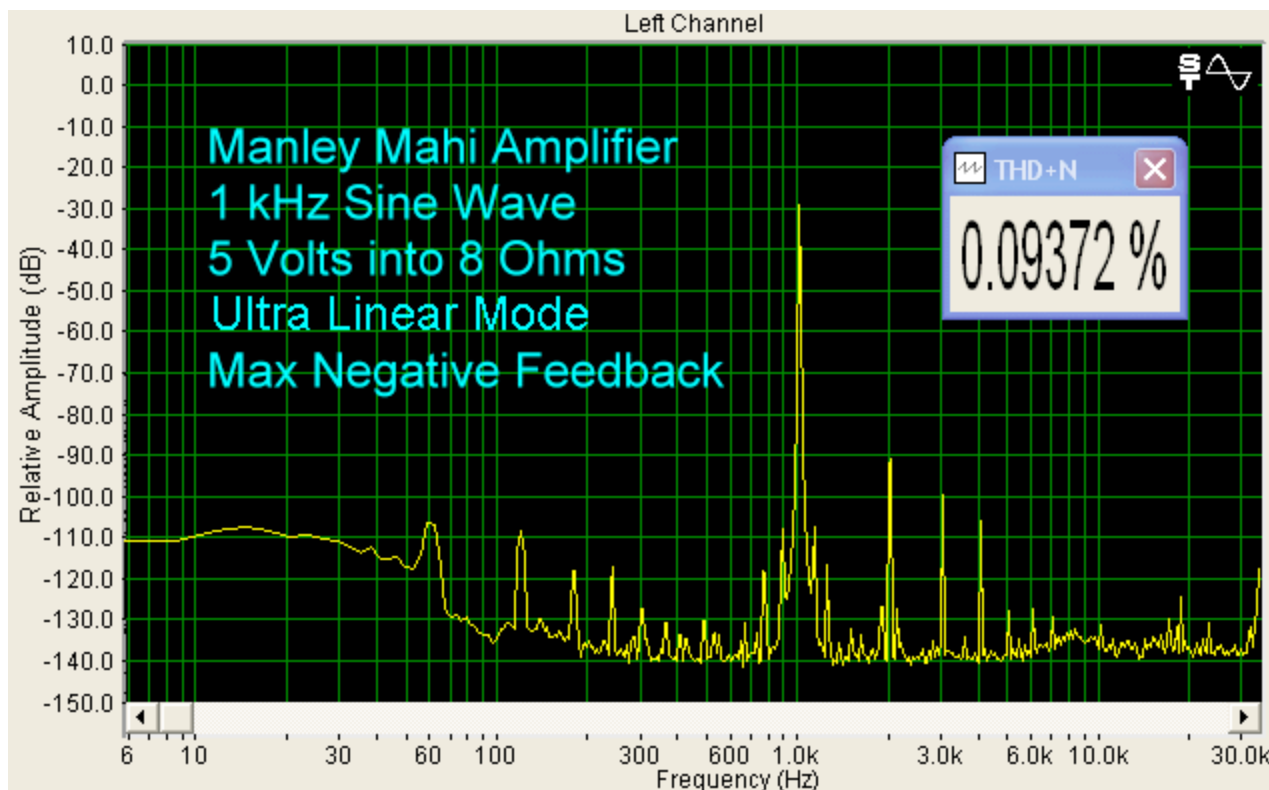 Left Channel
10.0
0.0
-10.0
-20.0
-30.0
-40.0
-50.0
-60.0
-70.0
-80.0
-90.0
-100.0
-110.0
-120.0
-130.0
-140.0
-150.0
Relative Amplitude (dB)
Manley Mahi Amplifier
1 kHz Sine Wave
5 Volts into 8 Ohms
Ultra Linear Mode
Max Negative Feedback
S
T
THD+N
0.09372 %
6 10 30 60 100 300 600 1.0k 3.0k 6.0k 10.0k 30.0k
Frequency (Hz)